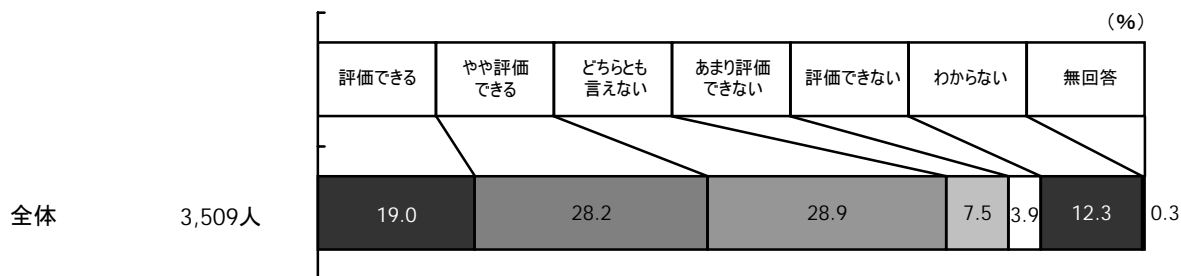 （%）
評価できる
やや評価
できる
どちらとも
言えない
あまり評価
できない
評価できない
わからない
無回答
全体 3,509人 19.0 28.2 28.9 7.5 3.9 12.3 0.3